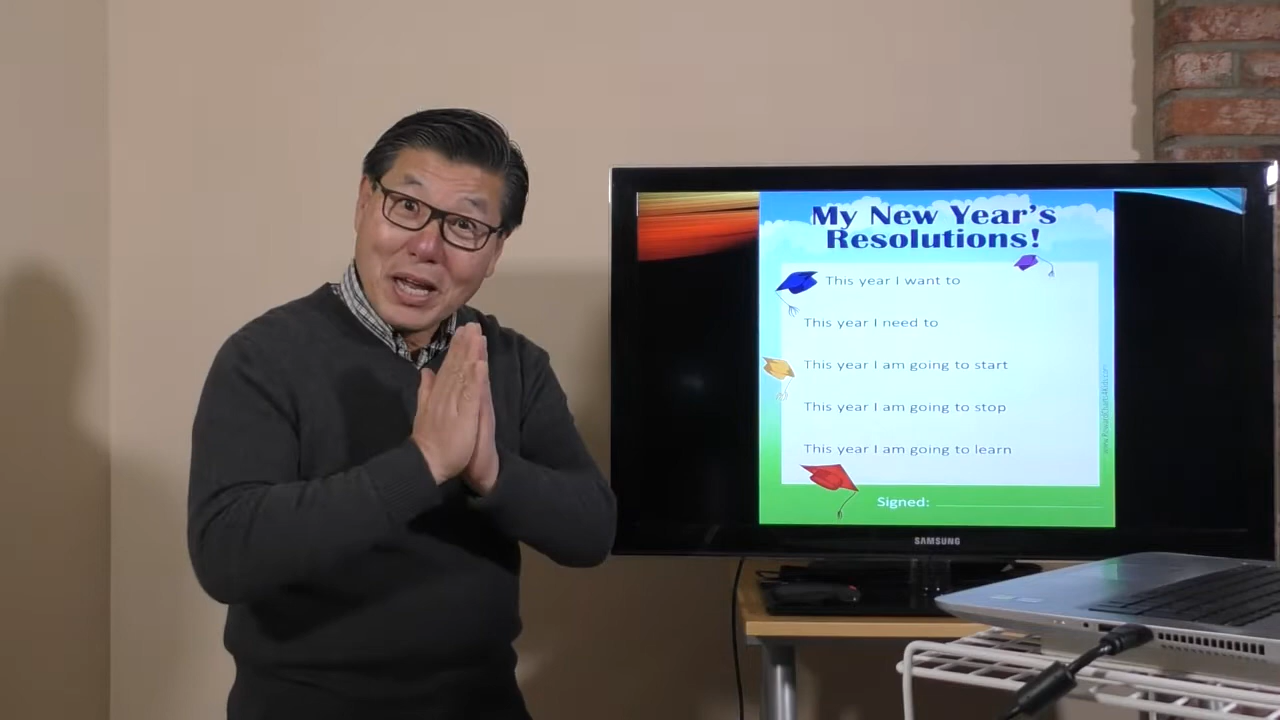 My New Year's
Resolutions!
This year I want to
This year I need to
This year I am going to start
This year I am going to stop
This year I am going to learn
Signed:
SAMSUNG